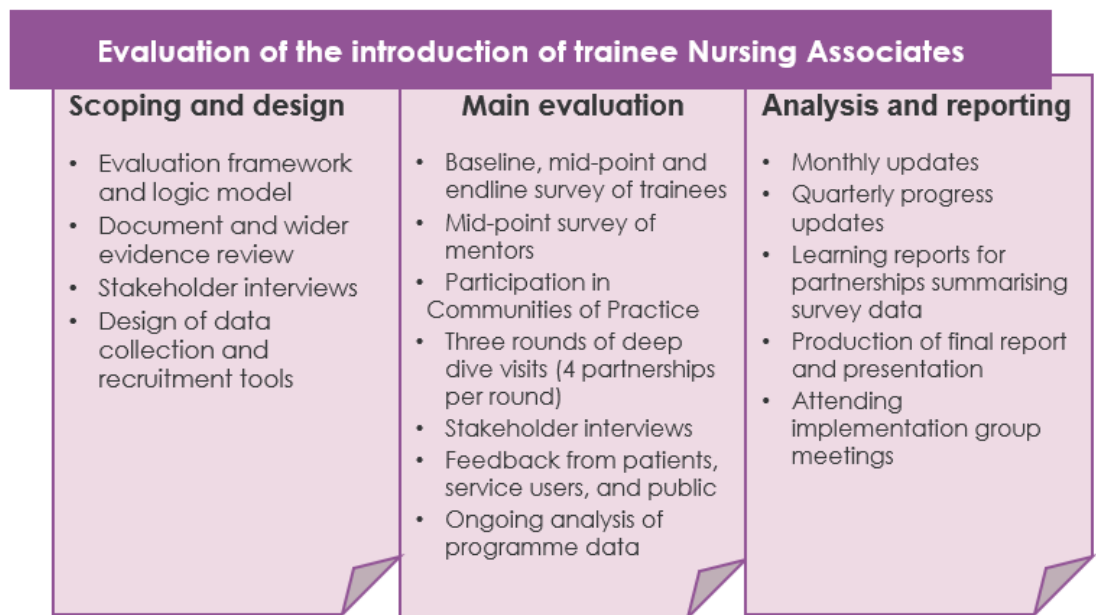 Evaluation of the introduction of trainee Nursing Associates
Scoping and design
• Evaluation framework
and logic model
• Document and wider
evidence review
• Stakeholder interviews
• Design of data
collection and
recruitment tools
Main evaluation
• Baseline, mid-point and
endline survey of trainees
• Mid-point survey of
mentors
• Participation in
Communities of Practice
• Three rounds of deep
dive visits (4 partnerships
per round)
• Stakeholder interviews
• Feedback from patients,
service users, and public
• Ongoing analysis of
programme data
Analysis and reporting
• Monthly updates
• Quarterly progress
updates
• Learning reports for
partnerships summarising
survey data
• Production of final report
and presentation
• Attending
implementation group
meetings